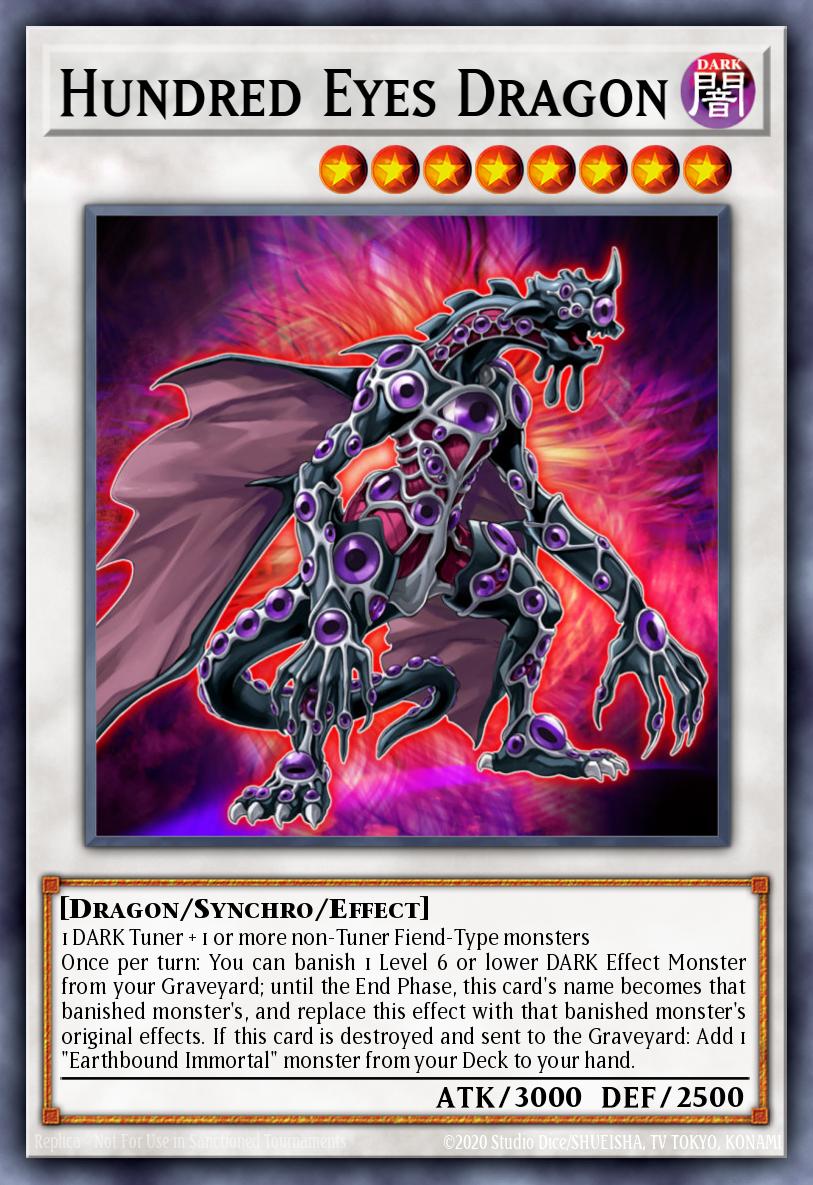 Hundred Eyes Dragon
DARK
闇
[Dragon/Synchro/Effect]
1 DARK Tuner + 1 or more non-Tuner Fiend-Type monsters
Once per turn: You can banish 1 Level 6 or lower DARK Effect Monster
from your Graveyard; until the End Phase, this card's name becomes that
banished monster's, and replace this effect with that banished monster's
original effects. If this card is destroyed and sent to the Graveyard: Add 1
"Earthbound Immortal" monster from your Deck to your hand.
ATK/3000 DEF/2500
Replica - Not For Use in Sanctioned Tournaments
©2020 Studio Dice/SHUEISHA, TV TOKYO, KONAMI